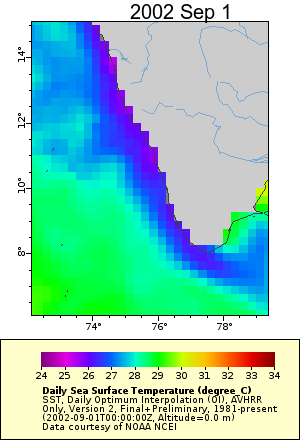 2002 Sep 1
14°
12°
10°
8°
74° 76° 78°
24 25 26 27 28 29 30 31 32 33 34
Daily Sea Surface Temperature (degree_C)
SST, Daily Optimum Interpolation (OI), AVHRR
Only, Version 2, Final+Preliminary, 1981-present
(2002-09-01T00:00:00Z, Altitude=0.0 m)
Data courtesy of NOAA NCEI